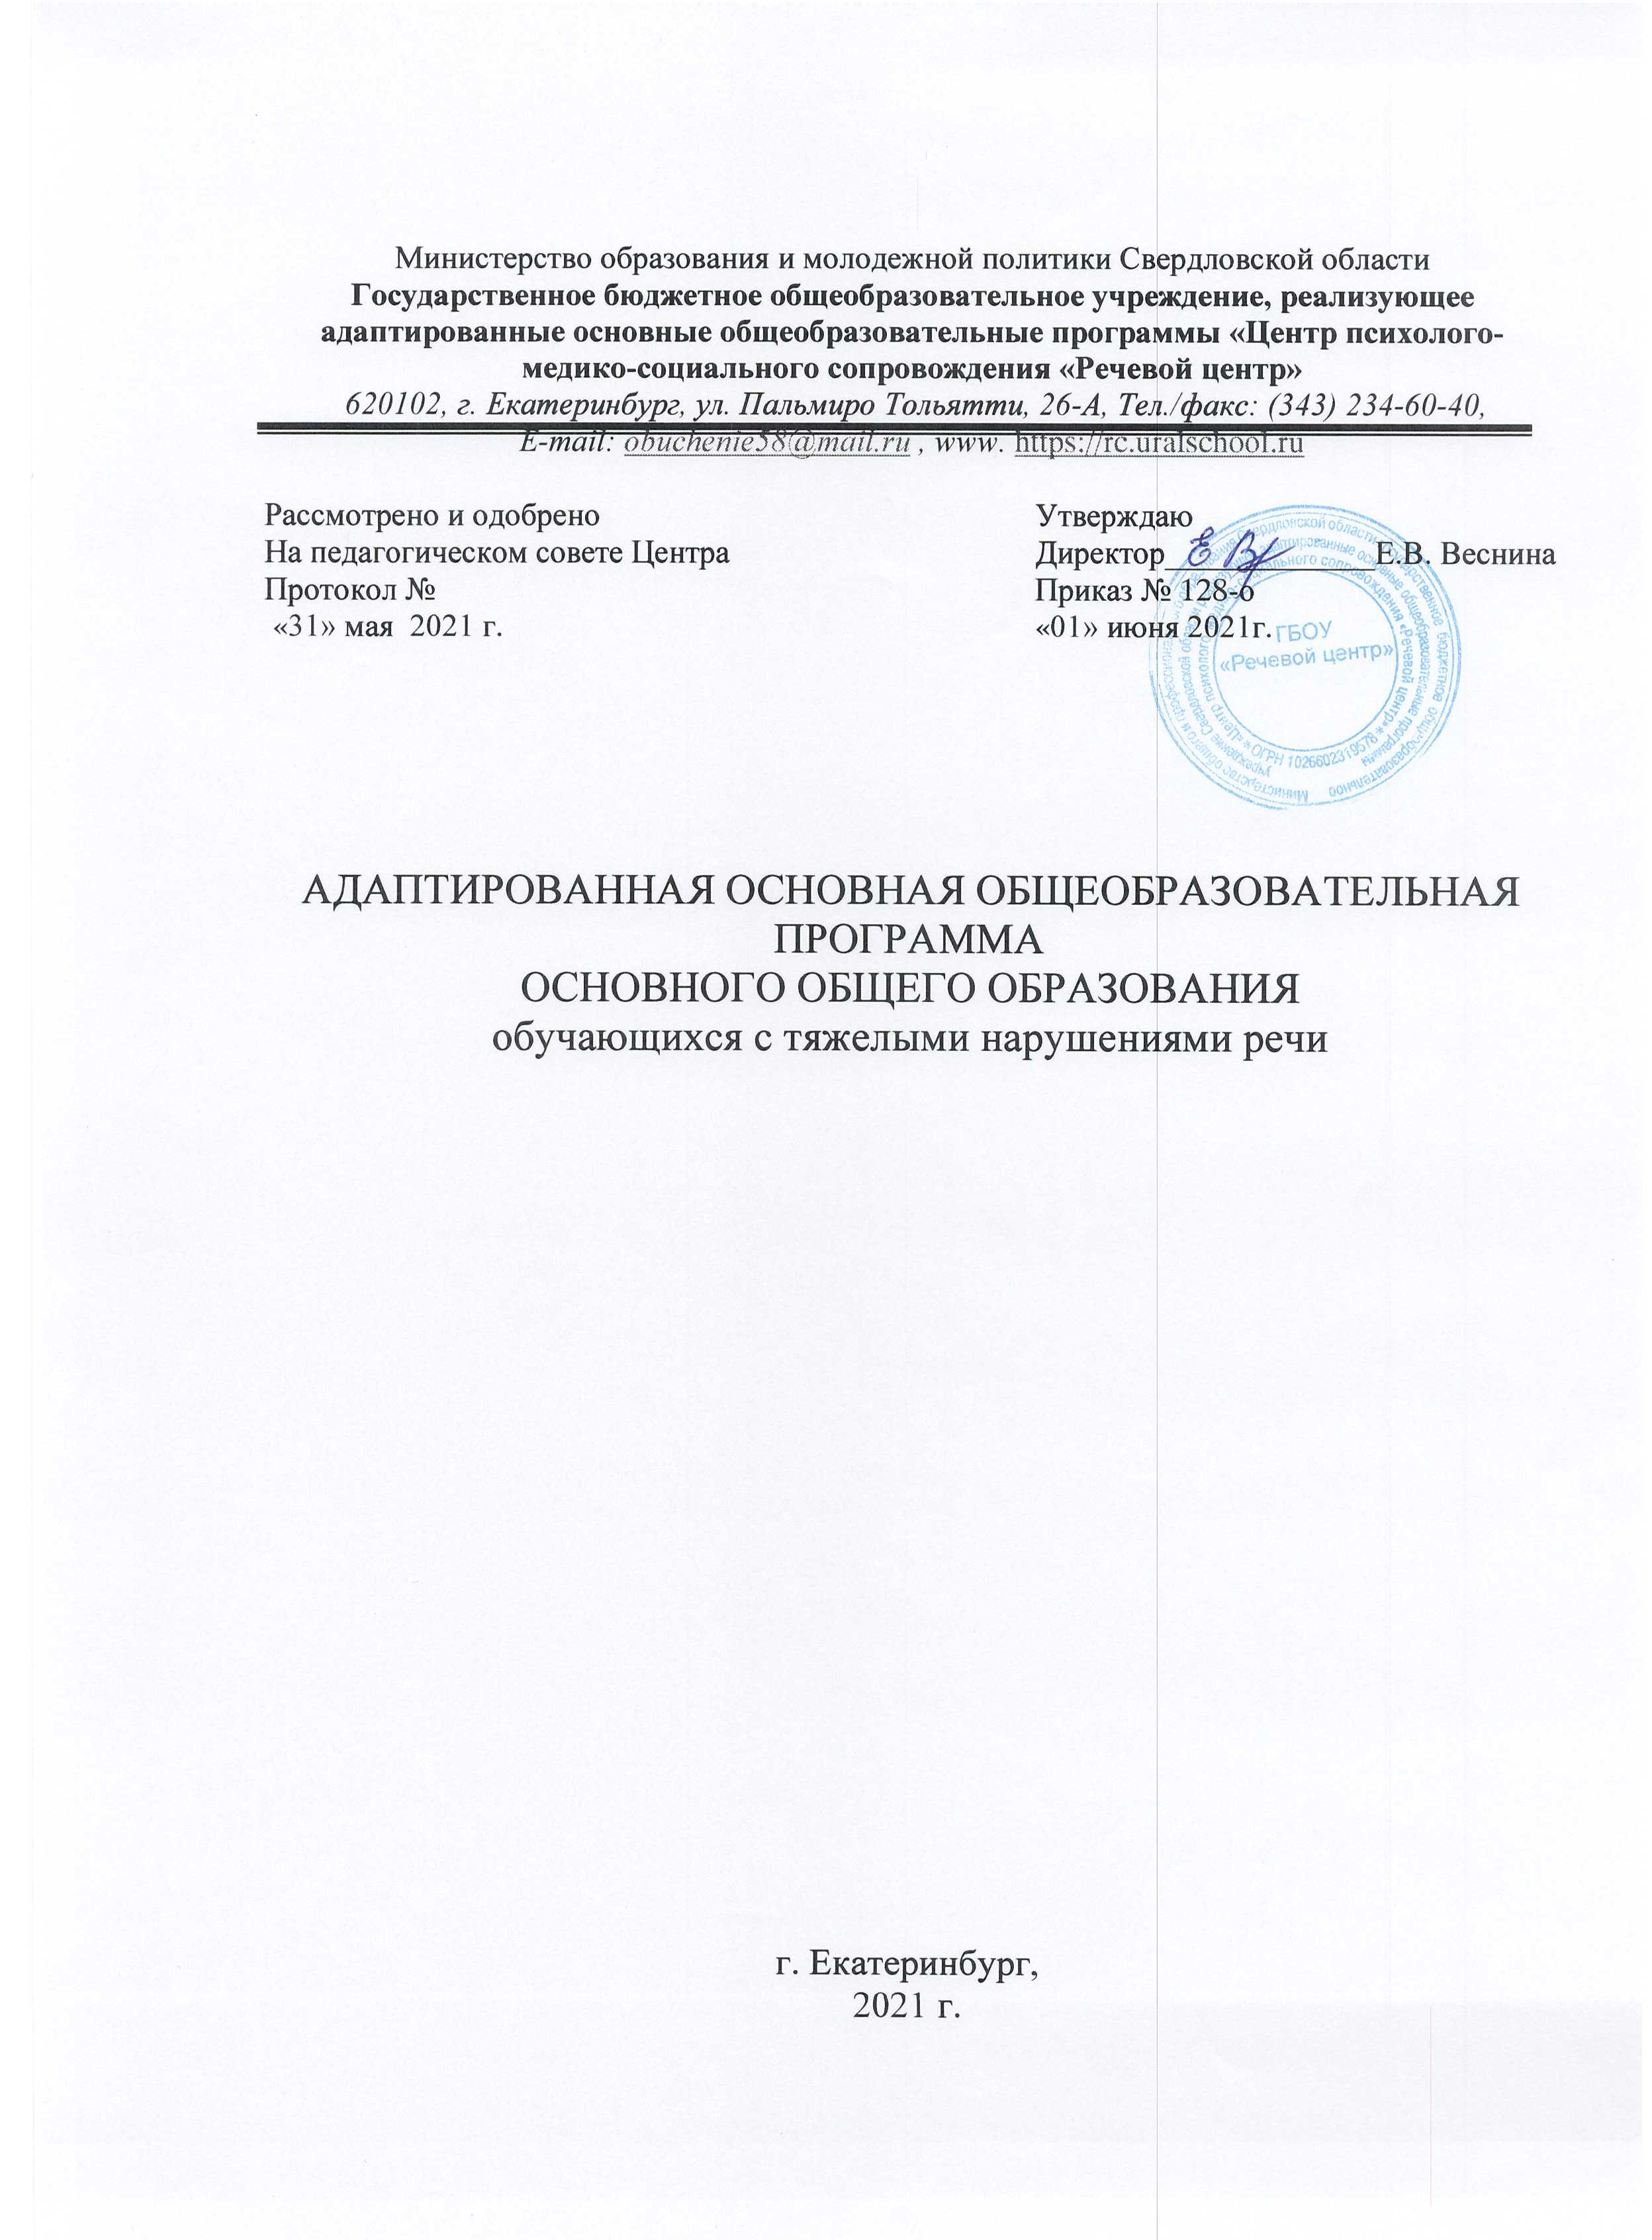 Министерство образования и молодежной политики Свердловской области
Государственное бюджетное общеобразовательное учреждение, реализующее
адаптированные основные общеобразовательные программы «Центр психолого-
медико-социального сопровождения «Речевой центр»
620102, г. Екатеринбург, ул. Пальмиро Тольятти, 26-А, Тел./факс: (343) 234-60-40,
E-mail: obuchenie58@mail.ru , www. https://rc.uralschool.ru
Рассмотрено и одобрено
На педагогическом совете Центра
Протокол №
«31» мая 2021 г.
Утверждаю
Директор Е.В. Веснина
Приказ № 128-о
«01» июня 2021г.
ГБОУ
«Речевой центр»
ОГРН 1026602319578
АДАПТИРОВАННАЯ ОСНОВНАЯ ОБЩЕОБРАЗОВАТЕЛЬНАЯ
ПРОГРАММА
ОСНОВНОГО ОБЩЕГО ОБРАЗОВАНИЯ
обучающихся с тяжелыми нарушениями речи
г. Екатеринбург,
2021 г.